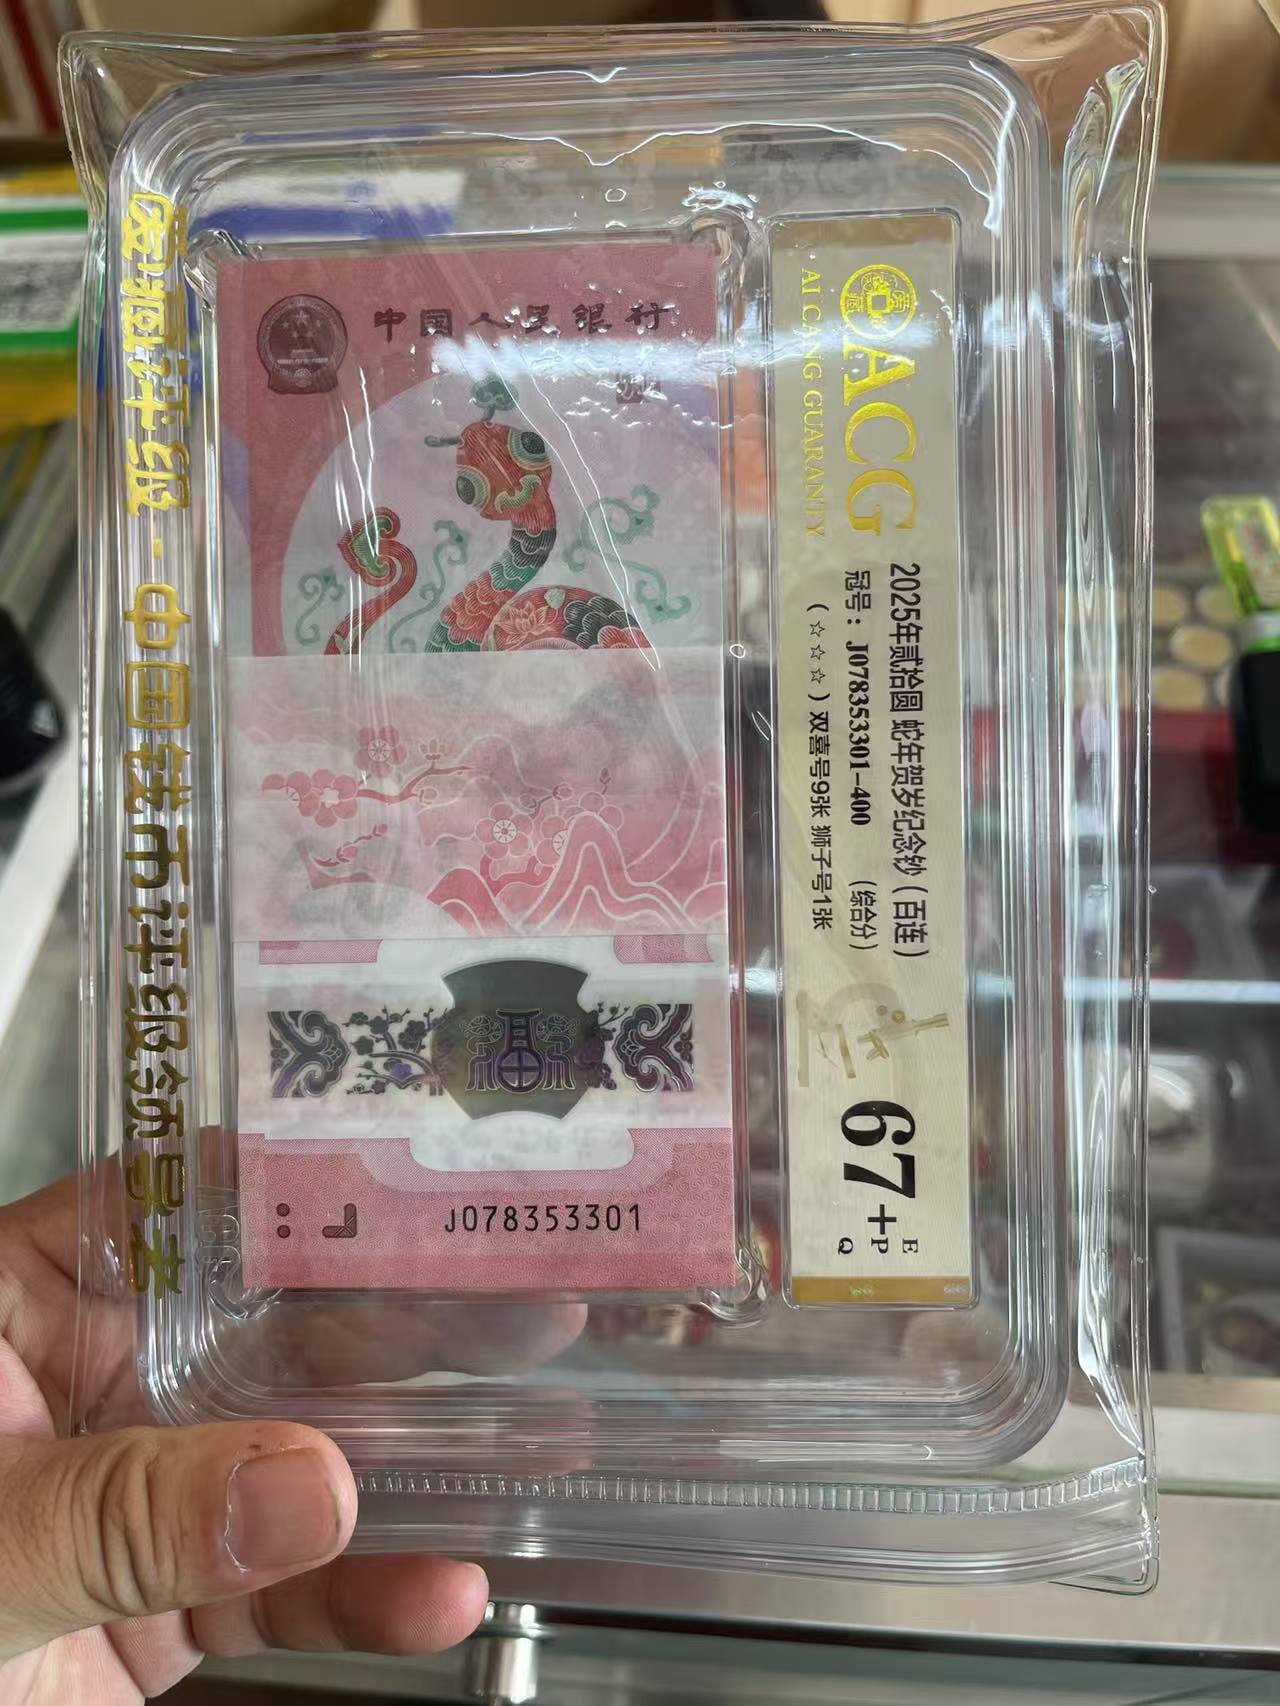 爱藏评级 - 中国钱币评级领导者
中国人民银行
J078353301
ACG
AI CANG GUARANTY
2025年贰拾圆 蛇年贺岁纪念钞（百连）
冠号：J078353301-400 （综合分）
（☆☆☆）双喜号9张 狮子号1张
67+
E
P
Q